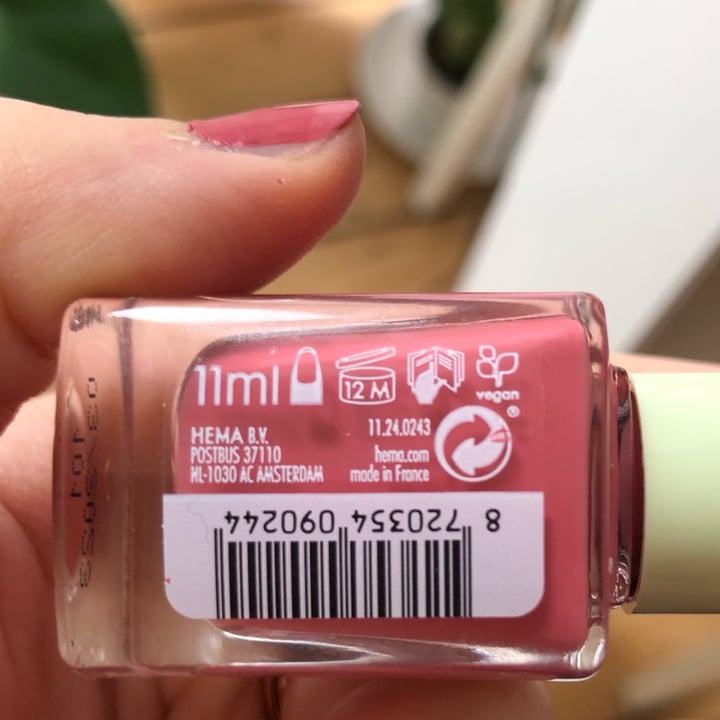 11ml
12 M
vegan
HEMA B.V.
POSTBUS 37110
NL-1030 AC AMSTERDAM
11.24.0243
hema.com
made in France
®
8 720354 090244